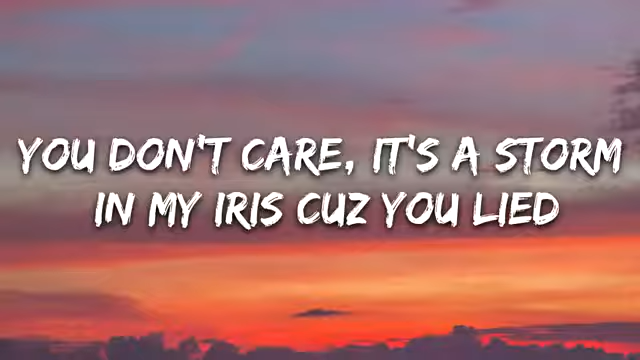 YOU DON'T CARE, IT'S A STORM
IN MY IRIS CUZ YOU LIED